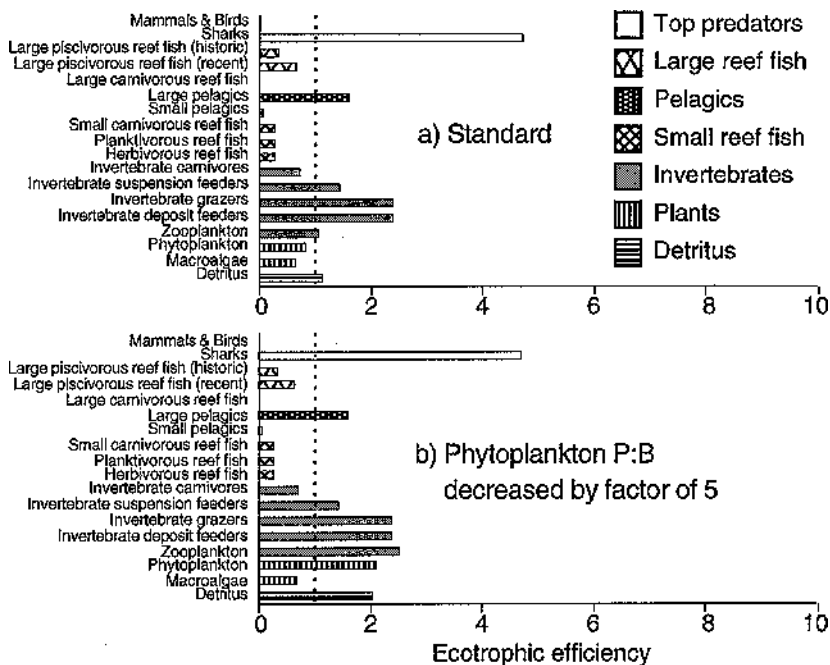 Mammals & Birds
Sharks
Large piscivorous reef fish (historic)
Large piscivorous reef fish (recent)
Large carnivorous reef fish
Large pelagics
Small pelagics
Small carnivorous reef fish
Planktivorous reef fish
Herbivorous reef fish
Invertebrate carnivores
Invertebrate suspension feeders
Invertebrate grazers
Invertebrate deposit feeders
Zooplankton
Phytoplankton
Macroalgae
Detritus
0 2 4 6 8 10
a) Standard
Top predators
Large reef fish
Pelagics
Small reef fish
Invertebrates
Plants
Detritus
Mammals & Birds
Sharks
Large piscivorous reef fish (historic)
Large piscivorous reef fish (recent)
Large carnivorous reef fish
Large pelagics
Small pelagics
Small carnivorous reef fish
Planktivorous reef fish
Herbivorous reef fish
Invertebrate carnivores
Invertebrate suspension feeders
Invertebrate grazers
Invertebrate deposit feeders
Zooplankton
Phytoplankton
Macroalgae
Detritus
b) Phytoplankton P:B
decreased by factor of 5
0 2 4 6 8 10
Ecotrophic efficiency